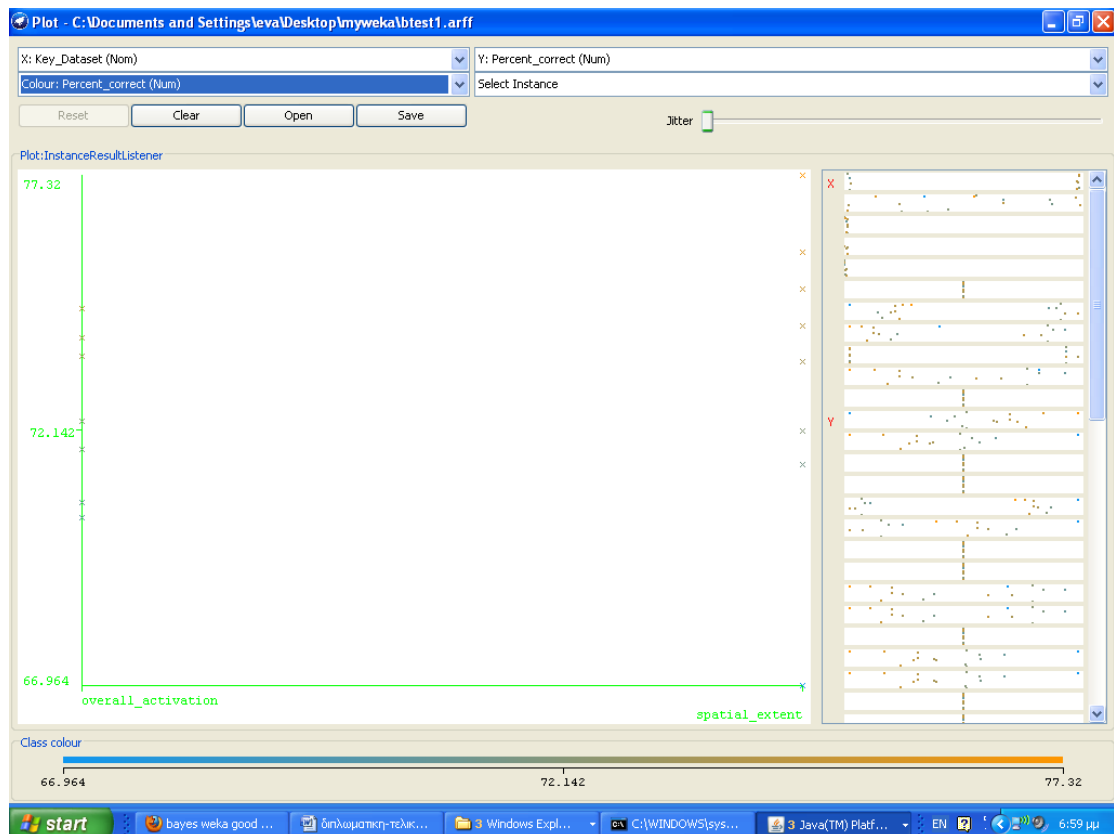 Plot - C:\Documents and Settings\eva\Desktop\myweka\btest1.arff
X: Key_Dataset (Nom)
Y: Percent_correct (Num)
Colour: Percent_correct (Num)
Select Instance
Reset
Clear
Open
Save
Jitter
Plot:InstanceResultListener
77.32
72.142
66.964
overall_activation
spatial_extent
X
Y
Class colour
66.964
72.142
77.32
start
bayes weka good ...
διπλωματικη-τελικ...
3 Windows Expl...
C:\WINDOWS\sys...
3 Java(TM) Platf...
EN
6:59 μμ